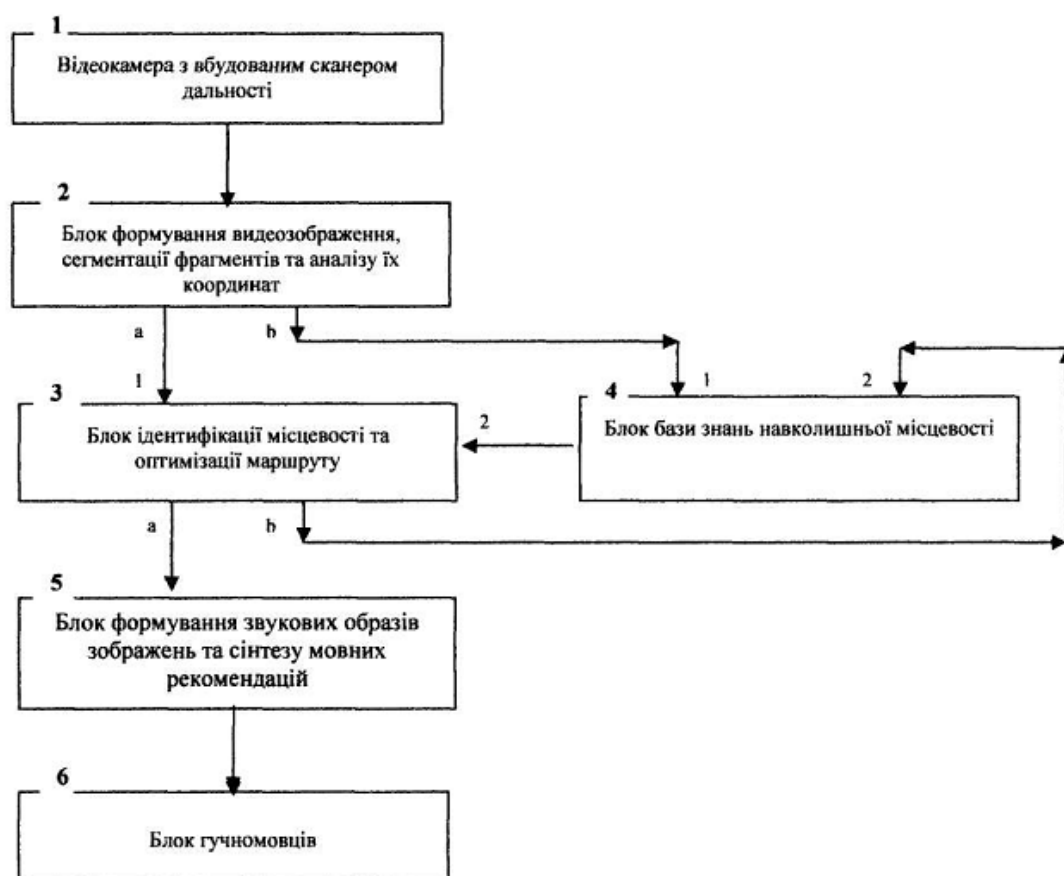 1
Відеокамера з вбудованим сканером
дальності
2
Блок формування видеозображення,
сегментації фрагментів та аналізу їх
координат
a
b
1
1
2
3
Блок ідентифікації місцевості та
оптимізації маршруту
2
4
Блок бази знань навколишньої місцевості
a
b
5
Блок формування звукових образів
зображень та сінтезу мовних
рекомендацій
6
Блок гучномовців